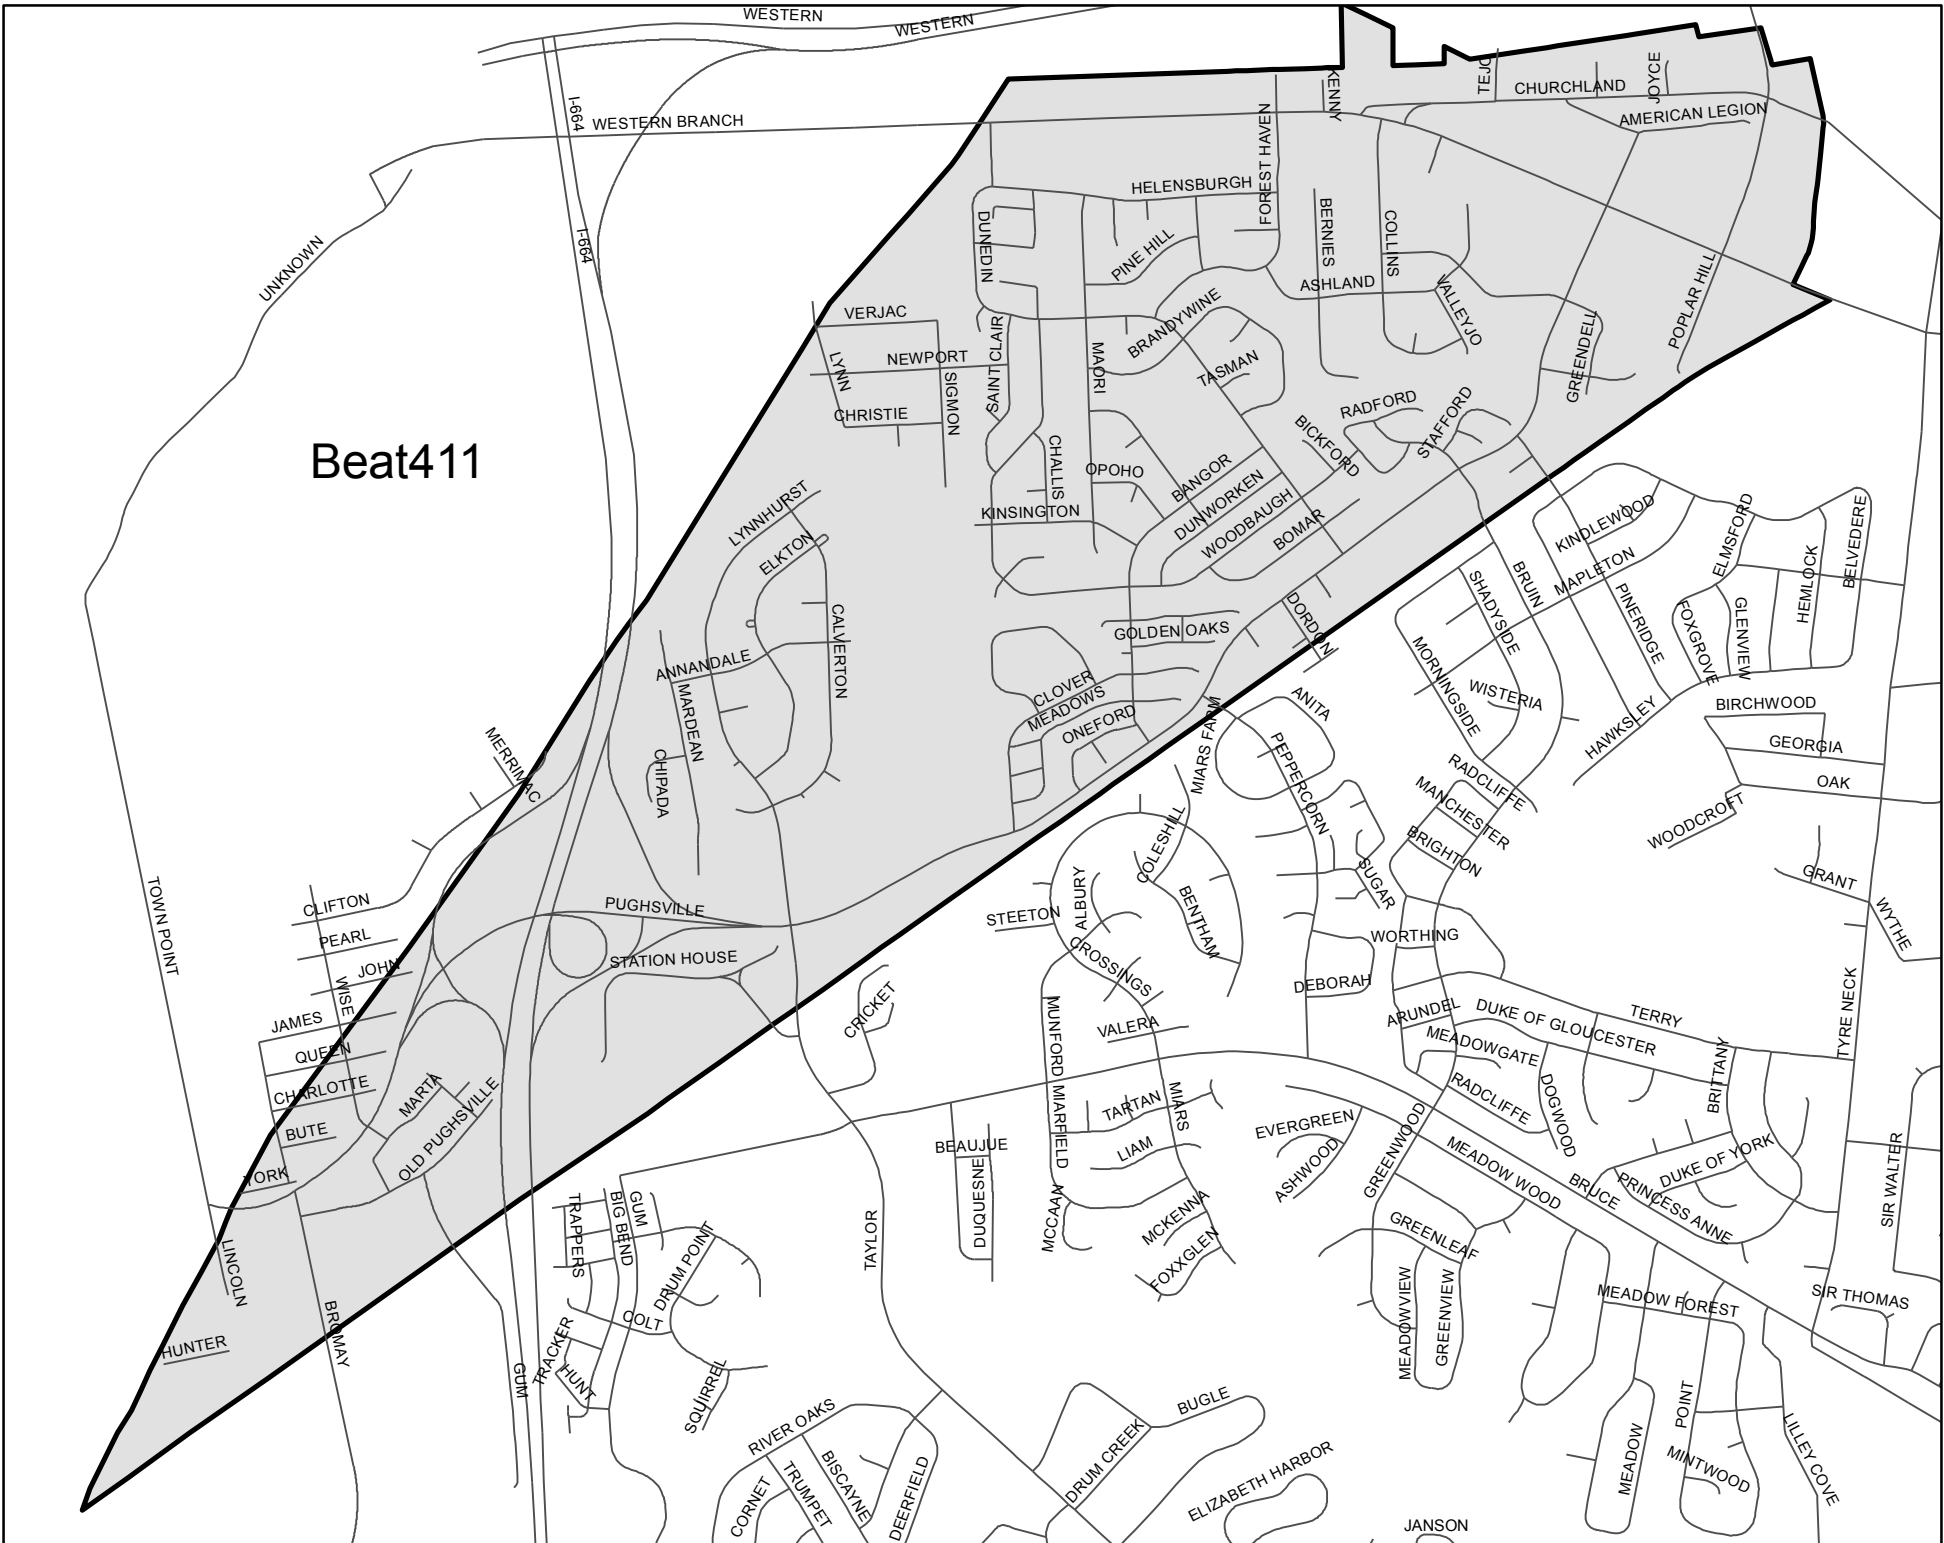 WESTERN
WESTERN
I-664
WESTERN BRANCH
KENNY
TEJO
CHURCHLAND
JOYCE
AMERICAN LEGION
FOREST HAVEN
HELENSBURGH
UNKNOWN
I-664
DUNEDIN
PINE HILL
BERNIES
COLLINS
ASHLAND
VALLEYJO
POPLAR HILL
VERJAC
BRANDYWINE
SAINT CLAIR
NEWPORT
LYNN
SIGMON
MAORI
TASMAN
GREENDELL
CHRISTIE
RADFORD
STAFFORD
BICKFORD
Beat411
CHALLIS
OPOHO
BANGOR
DUNWORKEN
WOODBAUGH
BOMAR
KINSINGTON
LYNNHURST
ELKTON
KINDLEWOOD
ELMSFORD
BELVEDERE
HEMLOCK
MAPLETON
BRUIN
SHADYSIDE
PINERIDGE
FOXGROVE
GLENVIEW
CALVERTON
DORDON
GOLDEN OAKS
ANNANDALE
MARDEAN
CLOVER
MEADOWS
ONEFORD
MORNINGSIDE
WISTERIA
HAWKSLEY
BIRCHWOOD
GEORGIA
OAK
WOODCROFT
ANITA
MIARS FARM
PEPPERCORN
MERRIMAC
CHIPADA
RADCLIFFE
MANCHESTER
BRIGHTON
COLESHILL
SUGAR
GRANT
WYTHE
TOWN POINT
CLIFTON
PEARL
JOHN
WISE
JAMES
QUEEN
CHARLOTTE
BUTE
YORK
PUGHSVILLE
STATION HOUSE
STEETON
ALBURY
BENTHAM
CROSSINGS
WORTHING
DEBORAH
CRICKET
MUNFORD
VALERA
ARUNDEL
DUKE OF GLOUCESTER
TERRY
MEADOWGATE
TYRE NECK
MARTA
OLD PUGHSVILLE
MIARFIELD
TARTAN
MIARS
LIAM
RADCLIFFE
DOGWOOD
BRITTANY
EVERGREEN
ASHWOOD
GREENWOOD
MEADOW WOOD
BRUCE
DUKE OF YORK
PRINCESS ANNE
SIR WALTER
BEAUJUE
DUQUESNE
MCCAAN
MCKENNA
FOXXGLEN
TAYLOR
TRAPPERS
BIG BEND
GUM
DRUM POINT
COLT
TRACKER
HUNT
SQUIRREL
GUM
LINCOLN
HUNTER
BROMAY
GREENLEAF
MEADOWVIEW
GREENVIEW
MEADOW FOREST
SIR THOMAS
RIVER OAKS
CORNET
TRUMPET
BISCAYNE
DEERFIELD
BUGLE
DRUM CREEK
ELIZABETH HARBOR
JANSON
MEADOW
POINT
MINTWOOD
LILLEY COVE